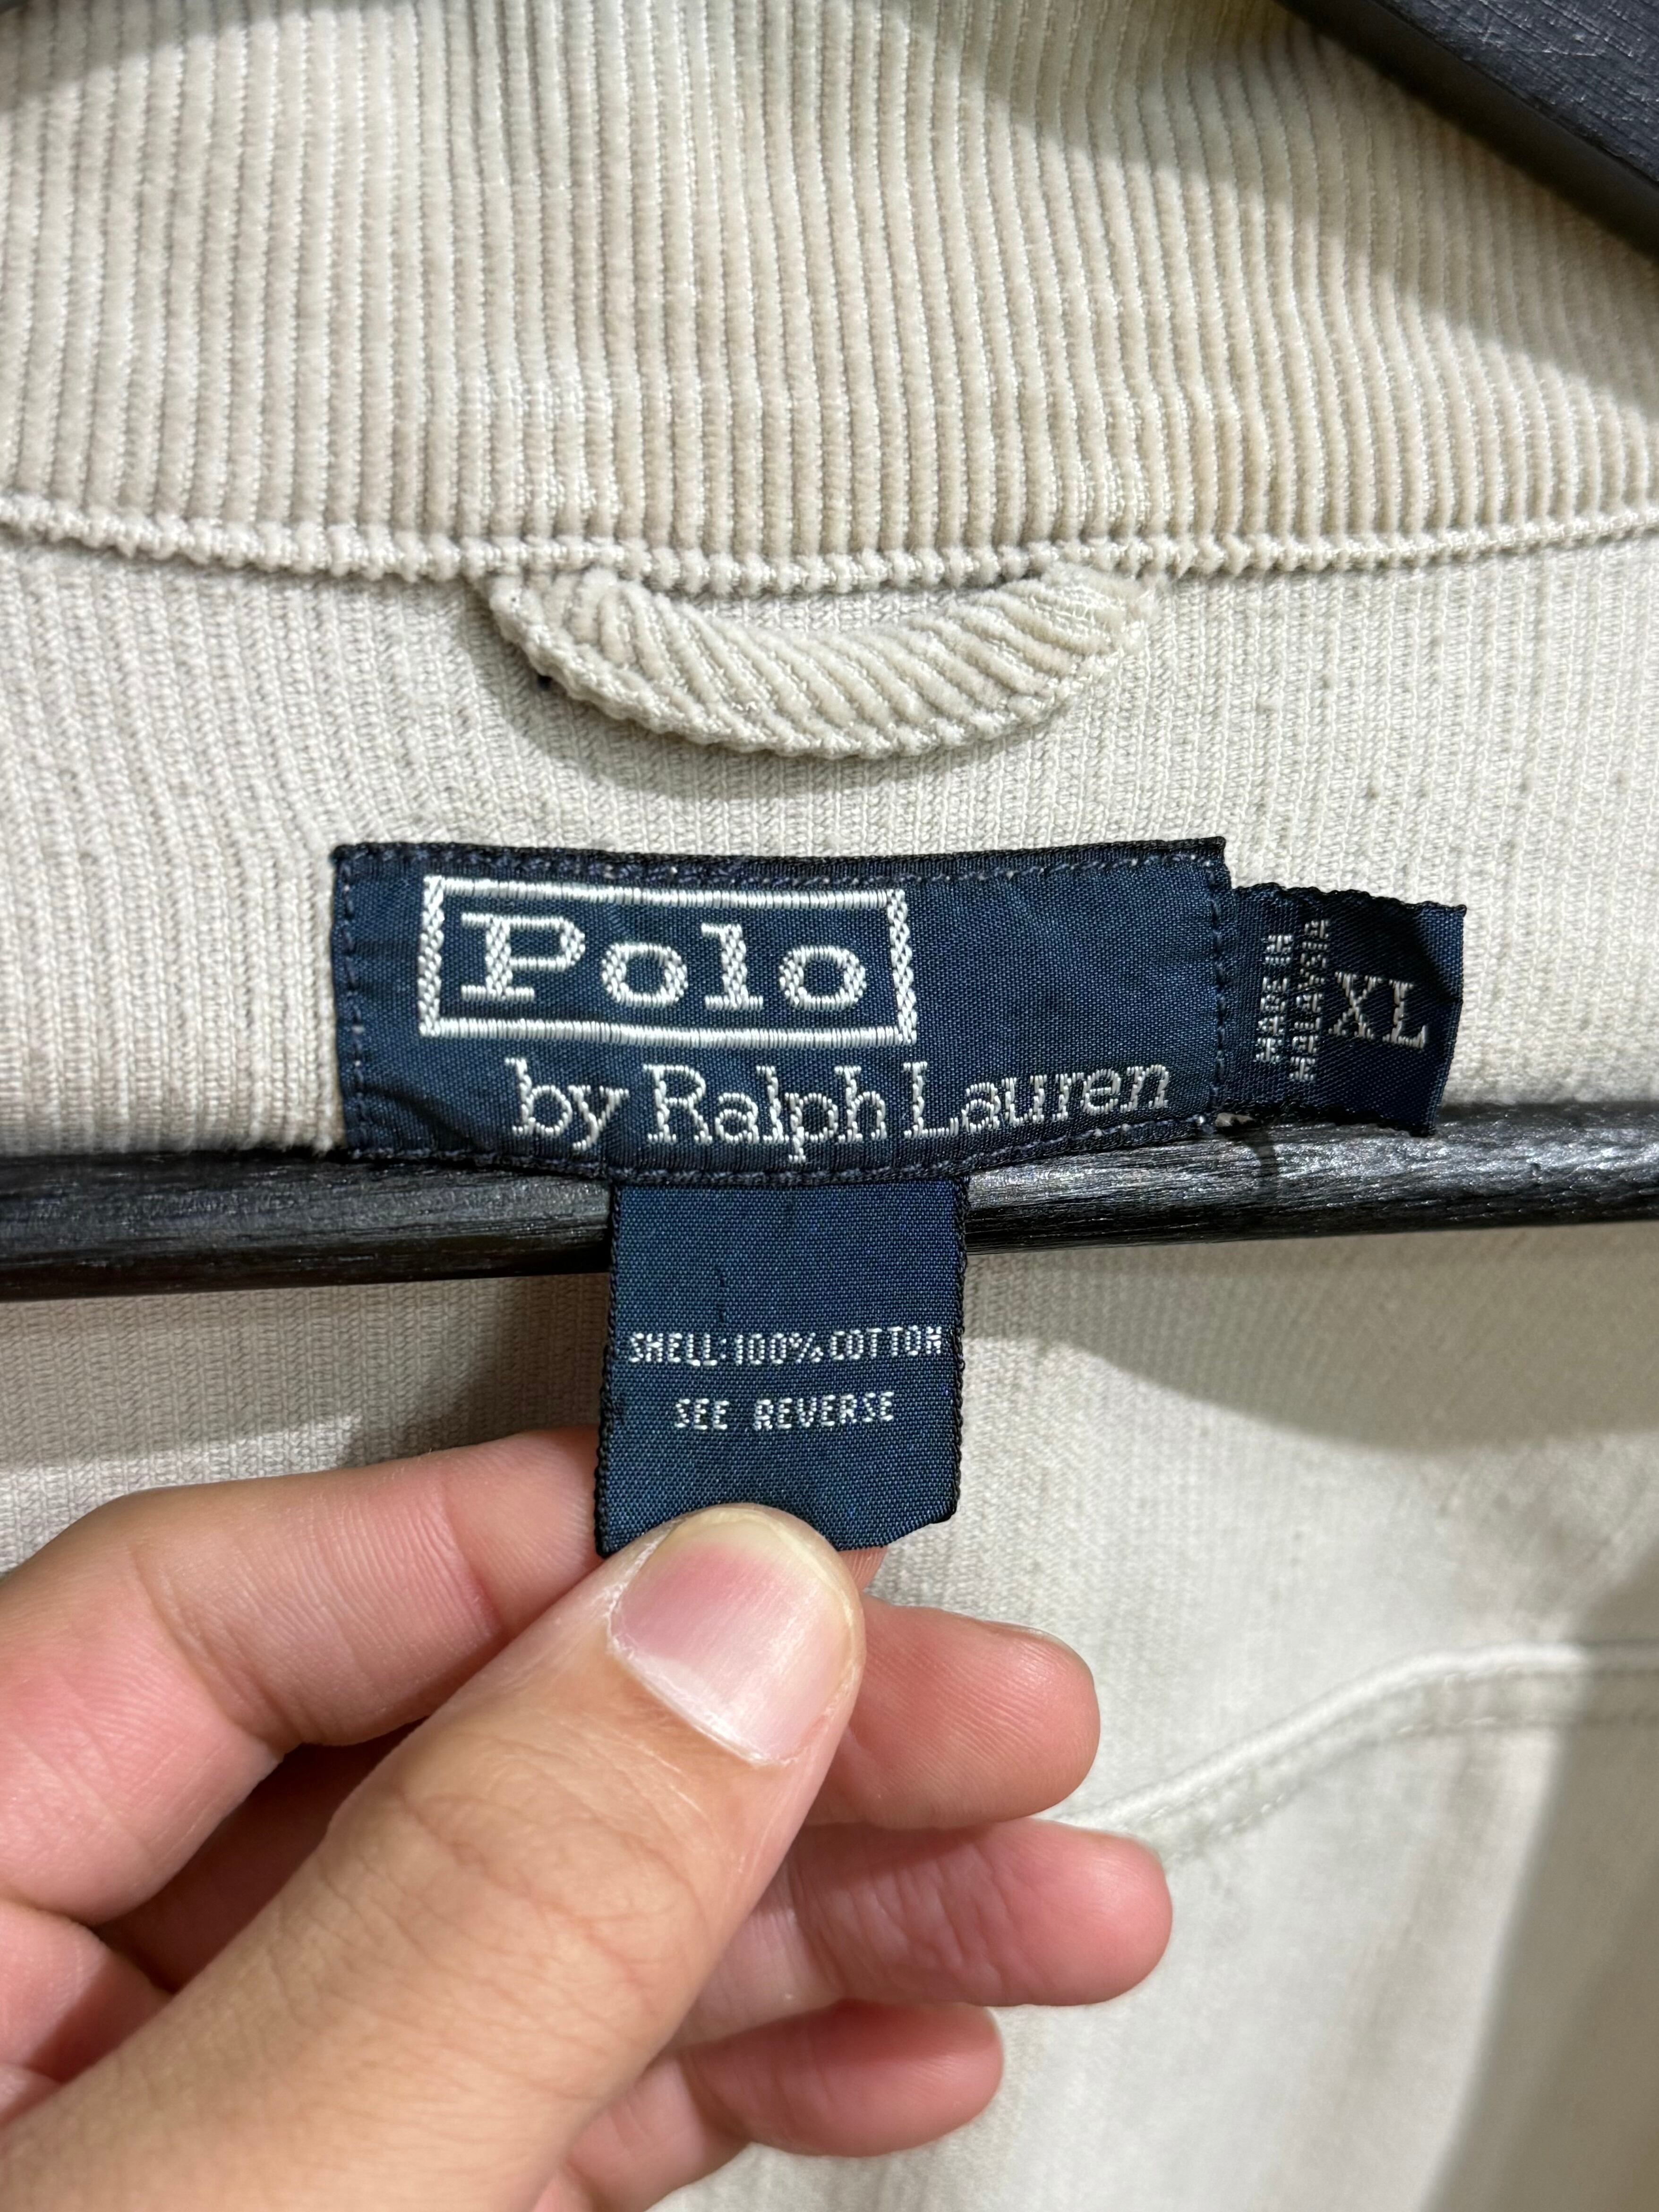 Polo
by Ralph Lauren
MADE IN
MALAYSIA
XL
SHELL:100% COTTON
SEE REVERSE